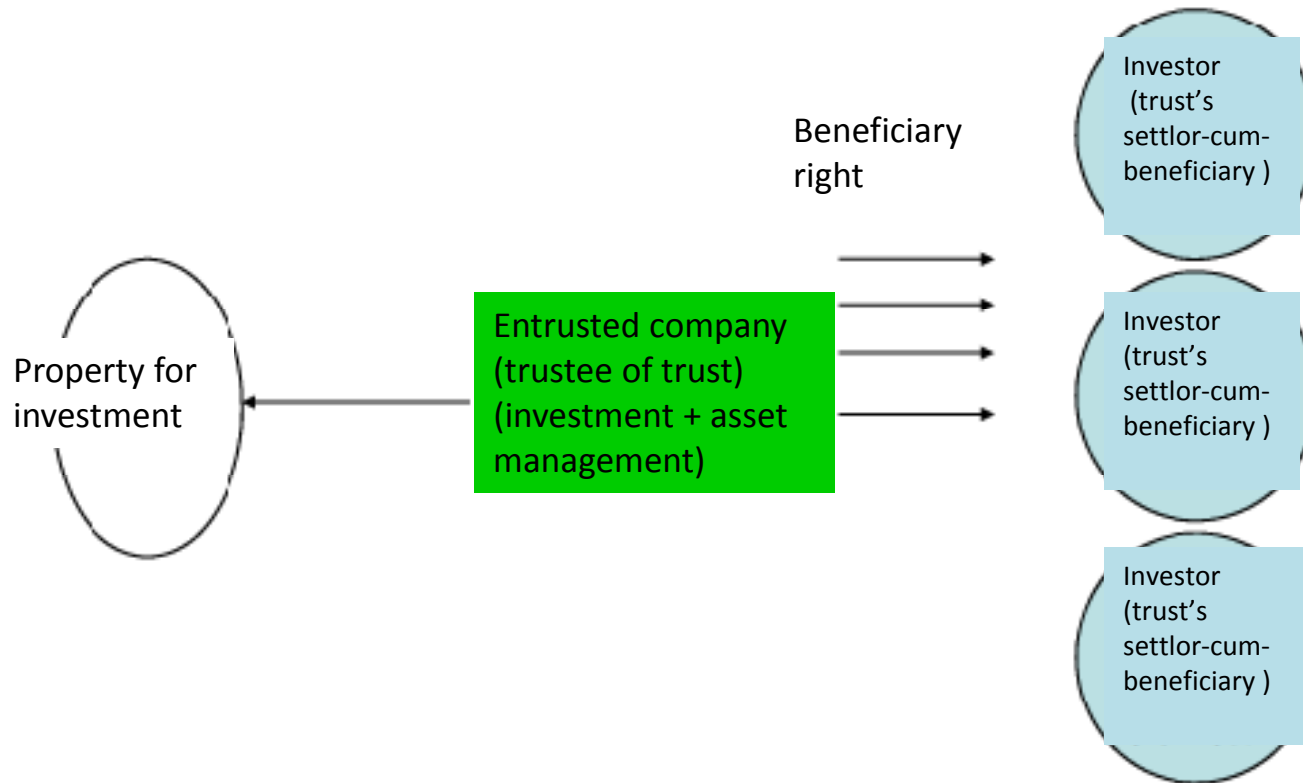 Property for
investment
Entrusted company
(trustee of trust)
(investment + asset
management)
Beneficiary
right
Investor
(trust’s
settlor-cum-
beneficiary )
Investor
(trust’s
settlor-cum-
beneficiary )
Investor
(trust’s
settlor-cum-
beneficiary )